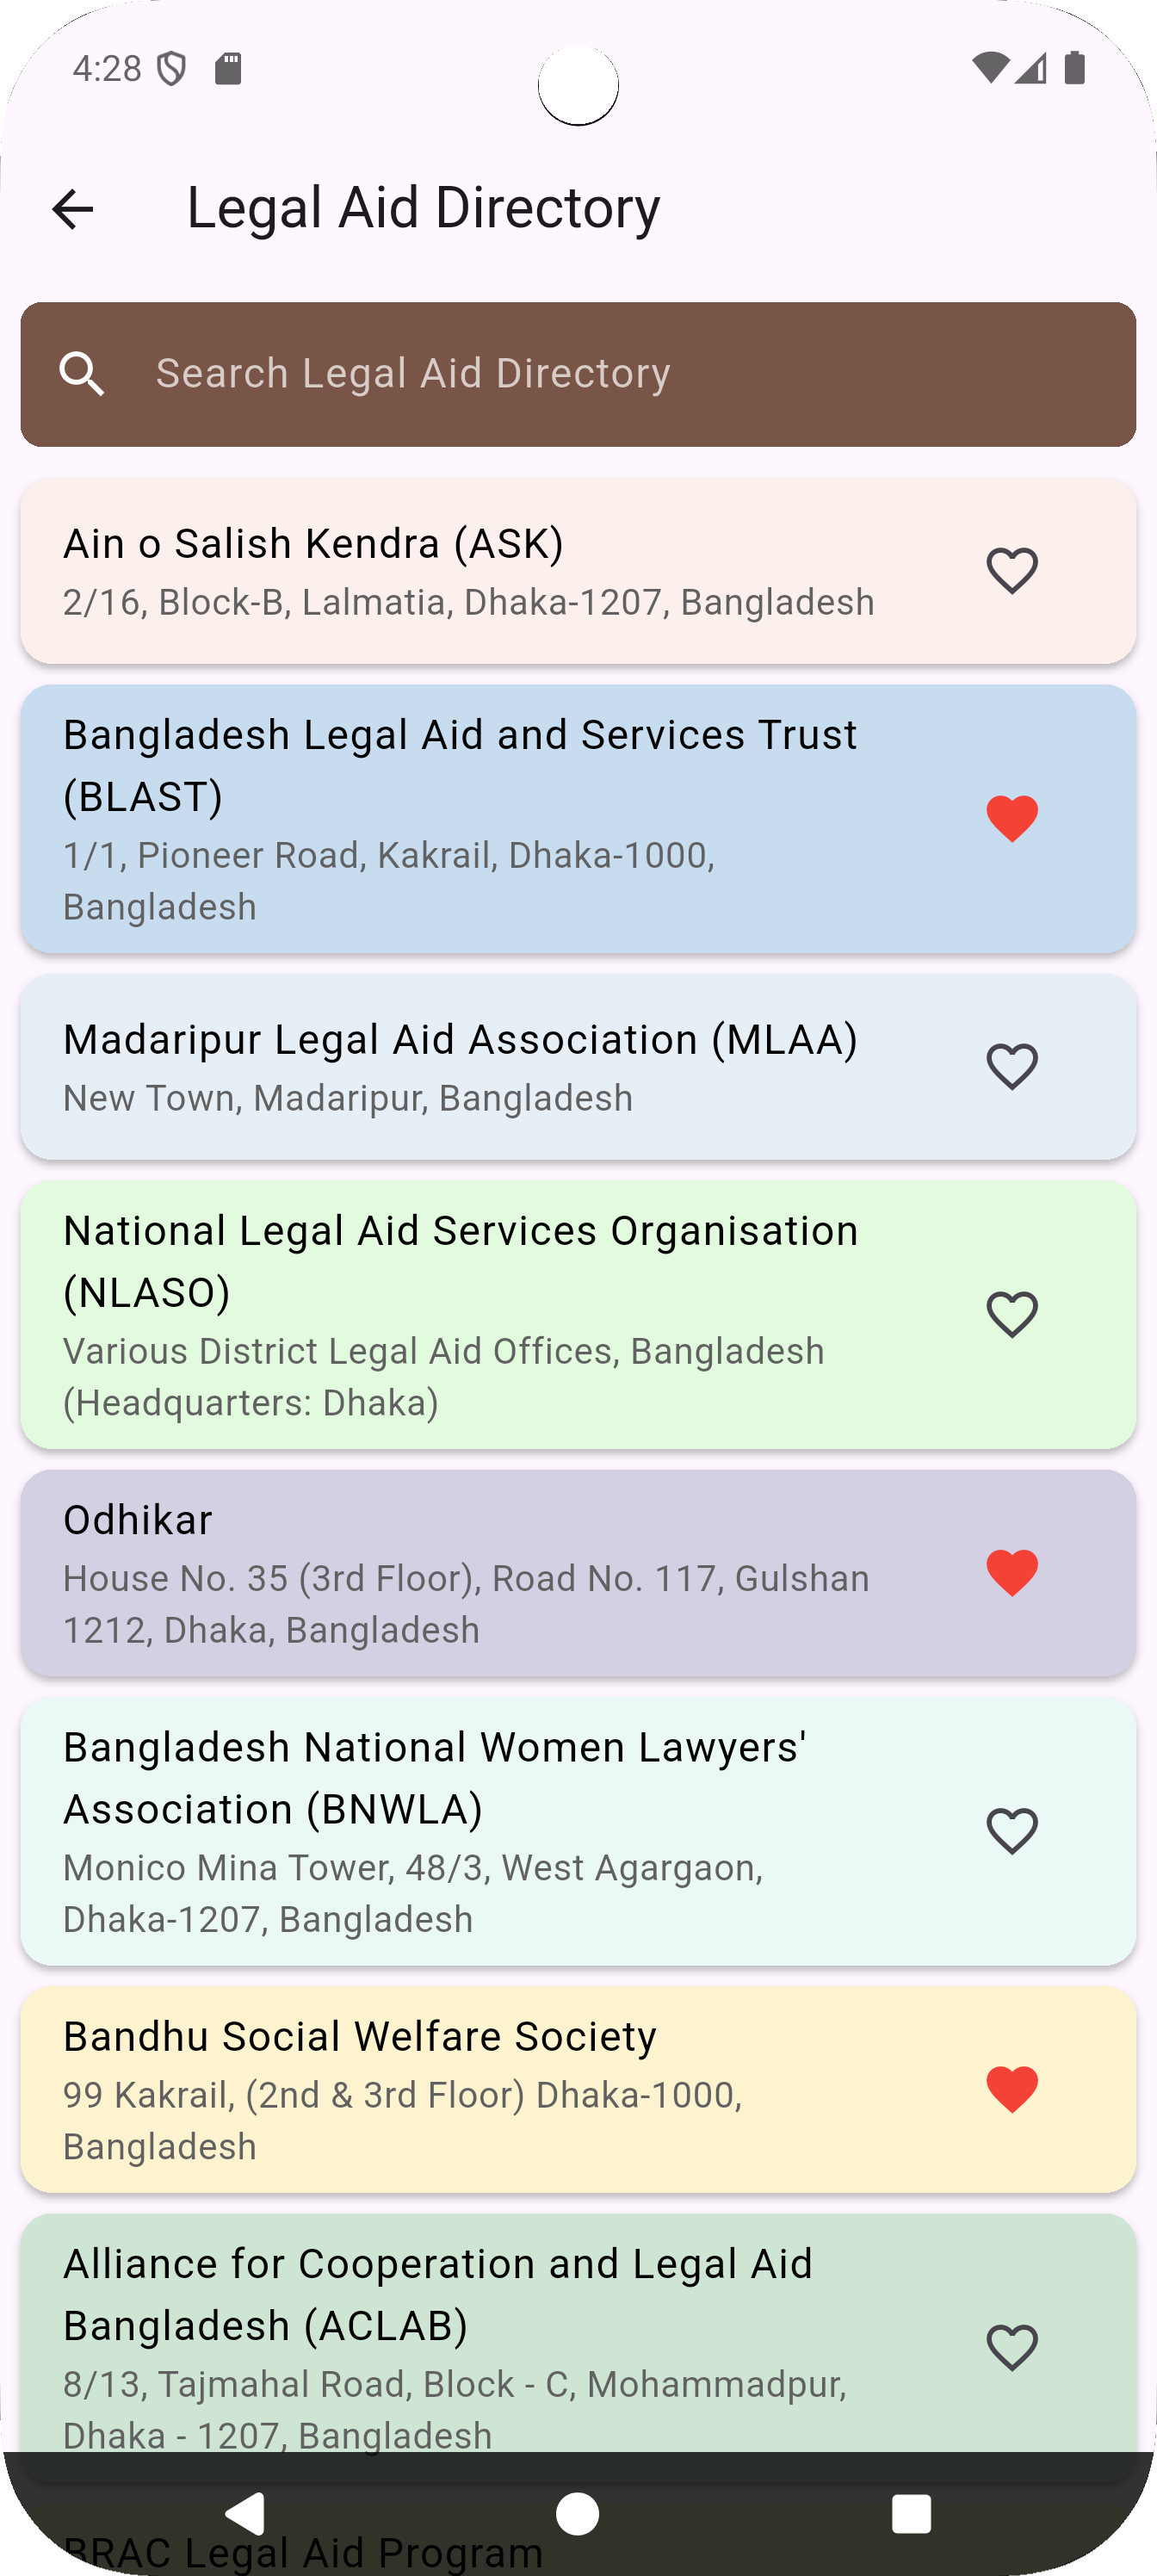 4:28
Legal Aid Directory
Search Legal Aid Directory
Ain o Salish Kendra (ASK)
2/16, Block-B, Lalmatia, Dhaka-1207, Bangladesh
Bangladesh Legal Aid and Services Trust
(BLAST)
1/1, Pioneer Road, Kakrail, Dhaka-1000,
Bangladesh
Madaripur Legal Aid Association (MLAA)
New Town, Madaripur, Bangladesh
National Legal Aid Services Organisation
(NLASO)
Various District Legal Aid Offices, Bangladesh
(Headquarters: Dhaka)
Odhikar
House No. 35 (3rd Floor), Road No. 117, Gulshan
1212, Dhaka, Bangladesh
Bangladesh National Women Lawyers'
Association (BNWLA)
Monico Mina Tower, 48/3, West Agargaon,
Dhaka-1207, Bangladesh
Bandhu Social Welfare Society
99 Kakrail, (2nd & 3rd Floor) Dhaka-1000,
Bangladesh
Alliance for Cooperation and Legal Aid
Bangladesh (ACLAB)
8/13, Tajmahal Road, Block - C, Mohammadpur,
Dhaka - 1207, Bangladesh
BRAC Legal Aid Program